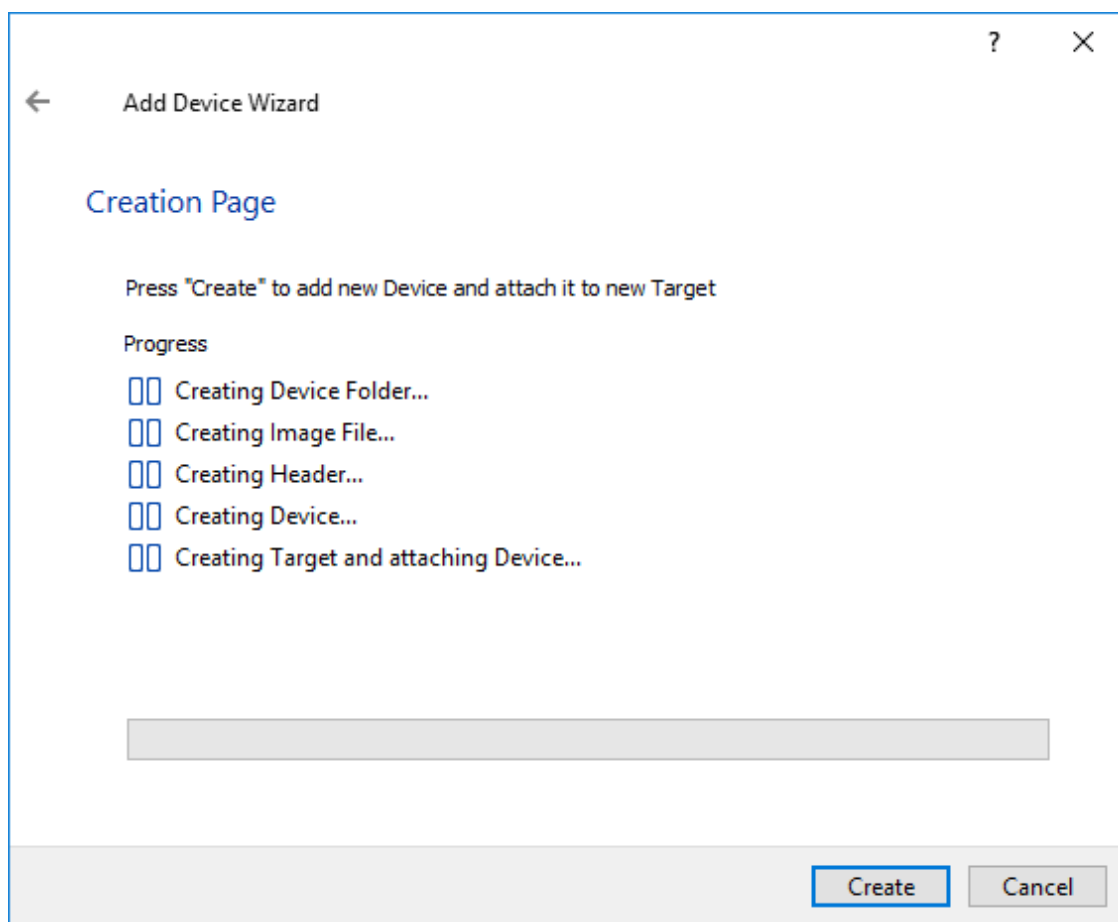 ?
Add Device Wizard
Creation Page
Press "Create" to add new Device and attach it to new Target
Progress
Creating Device Folder...
Creating Image File...
Creating Header...
Creating Device...
Creating Target and attaching Device...
Create Cancel